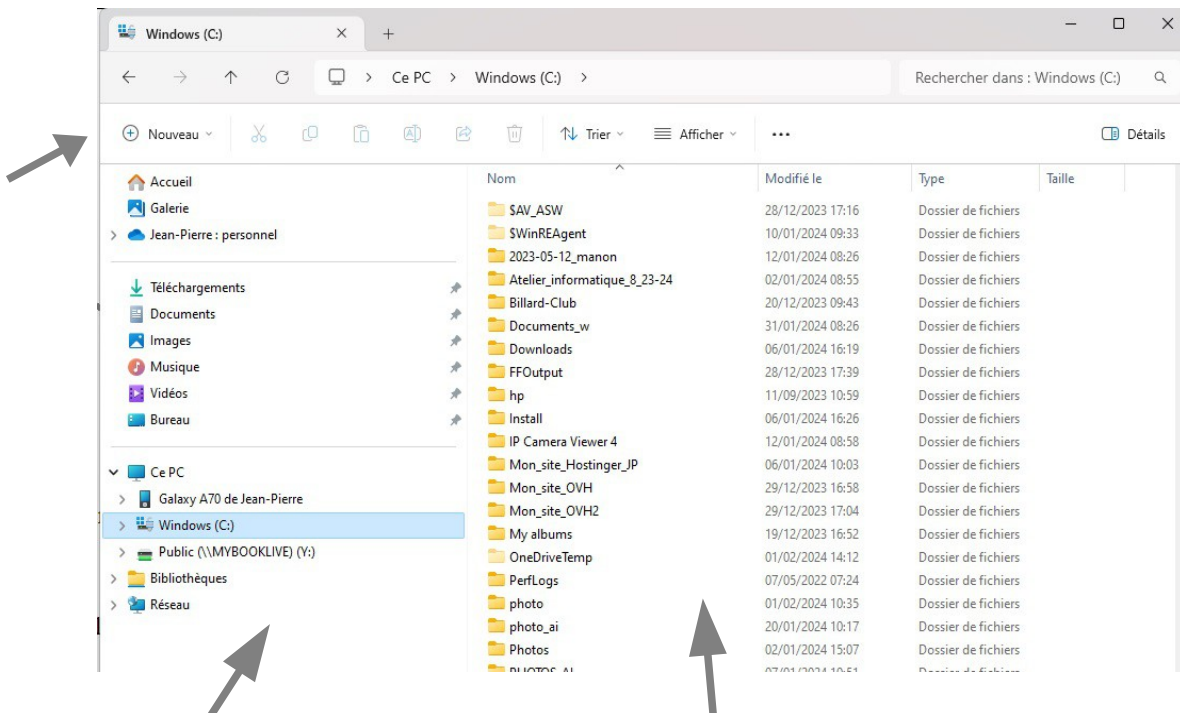 Windows (C:)
Ce PC > Windows (C:) > Rechercher dans : Windows (C:)
Nouveau Trier Afficher ... Détails
Accueil
Galerie
Jean-Pierre : personnel
Téléchargements
Documents
Images
Musique
Vidéos
Bureau
Ce PC
Galaxy A70 de Jean-Pierre
Windows (C:)
Public (\\MYBOOKLIVE) (Y:)
Bibliothèques
Réseau
Nom Modifié le Type Taille
$AV_ASW 28/12/2023 17:16 Dossier de fichiers
$WinREAgent 10/01/2024 09:33 Dossier de fichiers
2023-05-12_manon 12/01/2024 08:26 Dossier de fichiers
Atelier_informatique_8_23-24 02/01/2024 08:55 Dossier de fichiers
Billard-Club 20/12/2023 09:43 Dossier de fichiers
Documents_w 31/01/2024 08:26 Dossier de fichiers
Downloads 06/01/2024 16:19 Dossier de fichiers
FFOutput 28/12/2023 17:39 Dossier de fichiers
hp 11/09/2023 10:59 Dossier de fichiers
Install 06/01/2024 16:26 Dossier de fichiers
IP Camera Viewer 4 12/01/2024 08:58 Dossier de fichiers
Mon_site_Hostinger_JP 06/01/2024 10:03 Dossier de fichiers
Mon_site_OVH 29/12/2023 16:58 Dossier de fichiers
Mon_site_OVH2 29/12/2023 17:04 Dossier de fichiers
My albums 19/12/2023 16:52 Dossier de fichiers
OneDriveTemp 01/02/2024 14:12 Dossier de fichiers
PerfLogs 07/05/2022 07:24 Dossier de fichiers
photo 01/02/2024 10:35 Dossier de fichiers
photo_ai 20/01/2024 10:17 Dossier de fichiers
Photos 02/01/2024 15:07 Dossier de fichiers